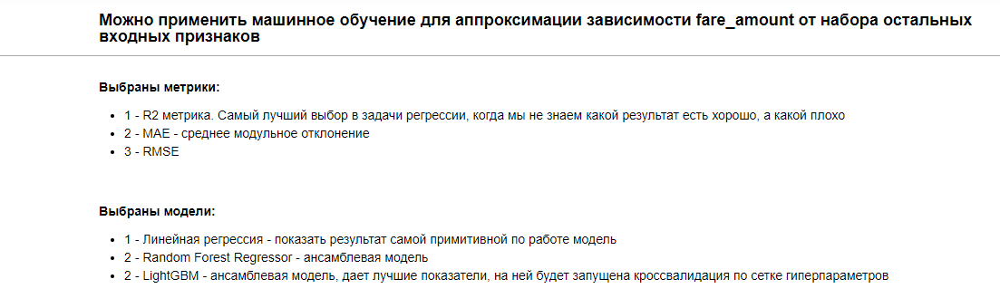 Можно применить машинное обучение для аппроксимации зависимости fare_amount от набора остальных
входных признаков
Выбраны метрики:
• 1 - R2 метрика. Самый лучший выбор в задачи регрессии, когда мы не знаем какой результат есть хорошо, а какой плохо
• 2 - MAE - среднее модульное отклонение
• 3 - RMSE
Выбраны модели:
• 1 - Линейная регрессия - показать результат самой примитивной по работе модель
• 2 - Random Forest Regressor - ансамблевая модель
• 2 - LightGBM - ансамблевая модель, дает лучшие показатели, на ней будет запущена кроссвалидация по сетке гиперпараметров